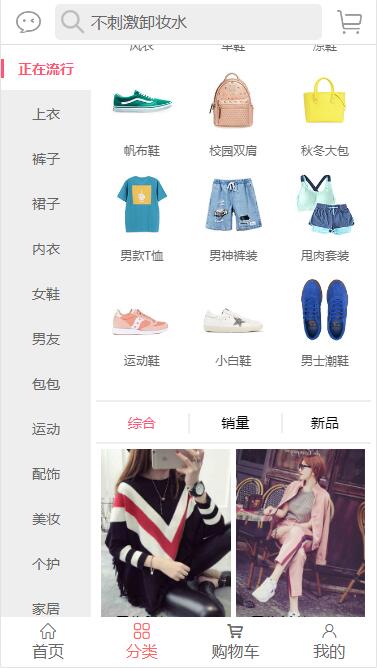 不刺激卸妆水
风衣 单鞋 凉鞋
正在流行
上衣
裤子
裙子
内衣
女鞋
男友
包包
运动
配饰
美妆
个护
家居
帆布鞋 校园双肩 秋冬大包
男款T恤 男神裤装 甩肉套装
运动鞋 小白鞋 男士潮鞋
综合 销量 新品
首页 分类 购物车 我的